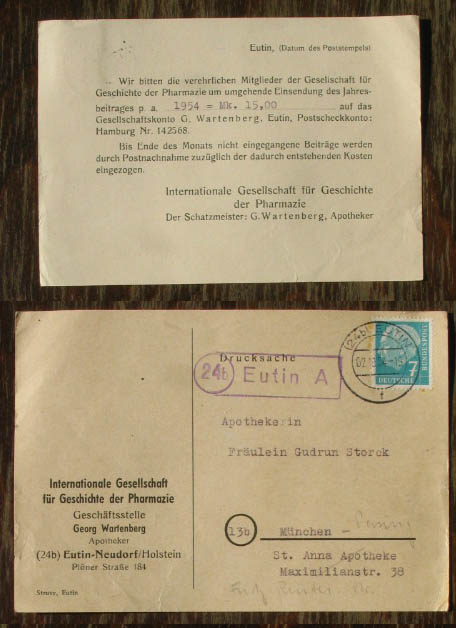 Eutin, (Datum des Poststempels)
Wir bitten die verehrlichen Mitglieder der Gesellschaft für
Geschichte der Pharmazie um umgehende Einsendung des Jahres-
beitrages p. a. 1954 = Mk. 15,00 auf das
Gesellschaftskonto G. Wartenberg, Eutin, Postscheckkonto:
Hamburg Nr. 142568.
Bis Ende des Monats nicht eingegangene Beiträge werden
durch Postnachnahme zuzüglich der dadurch entstehenden Kosten
eingezogen.
Internationale Gesellschaft für Geschichte
der Pharmazie
Der Schatzmeister: G. Wartenberg, Apotheker
Drucksache
24b Eutin A
(24b) EUTIN
7
DEUTSCHE
BUNDESPOST
Apothekerin
Fräulein Gudrun Storck
13b München -
St. Anna Apotheke
Maximilianstr. 38
Internationale Gesellschaft
für Geschichte der Pharmazie
Geschäftsstelle
Georg Wartenberg
Apotheker
(24b) Eutin-Neudorf/Holstein
Plöner Straße 184
Struve, Eutin